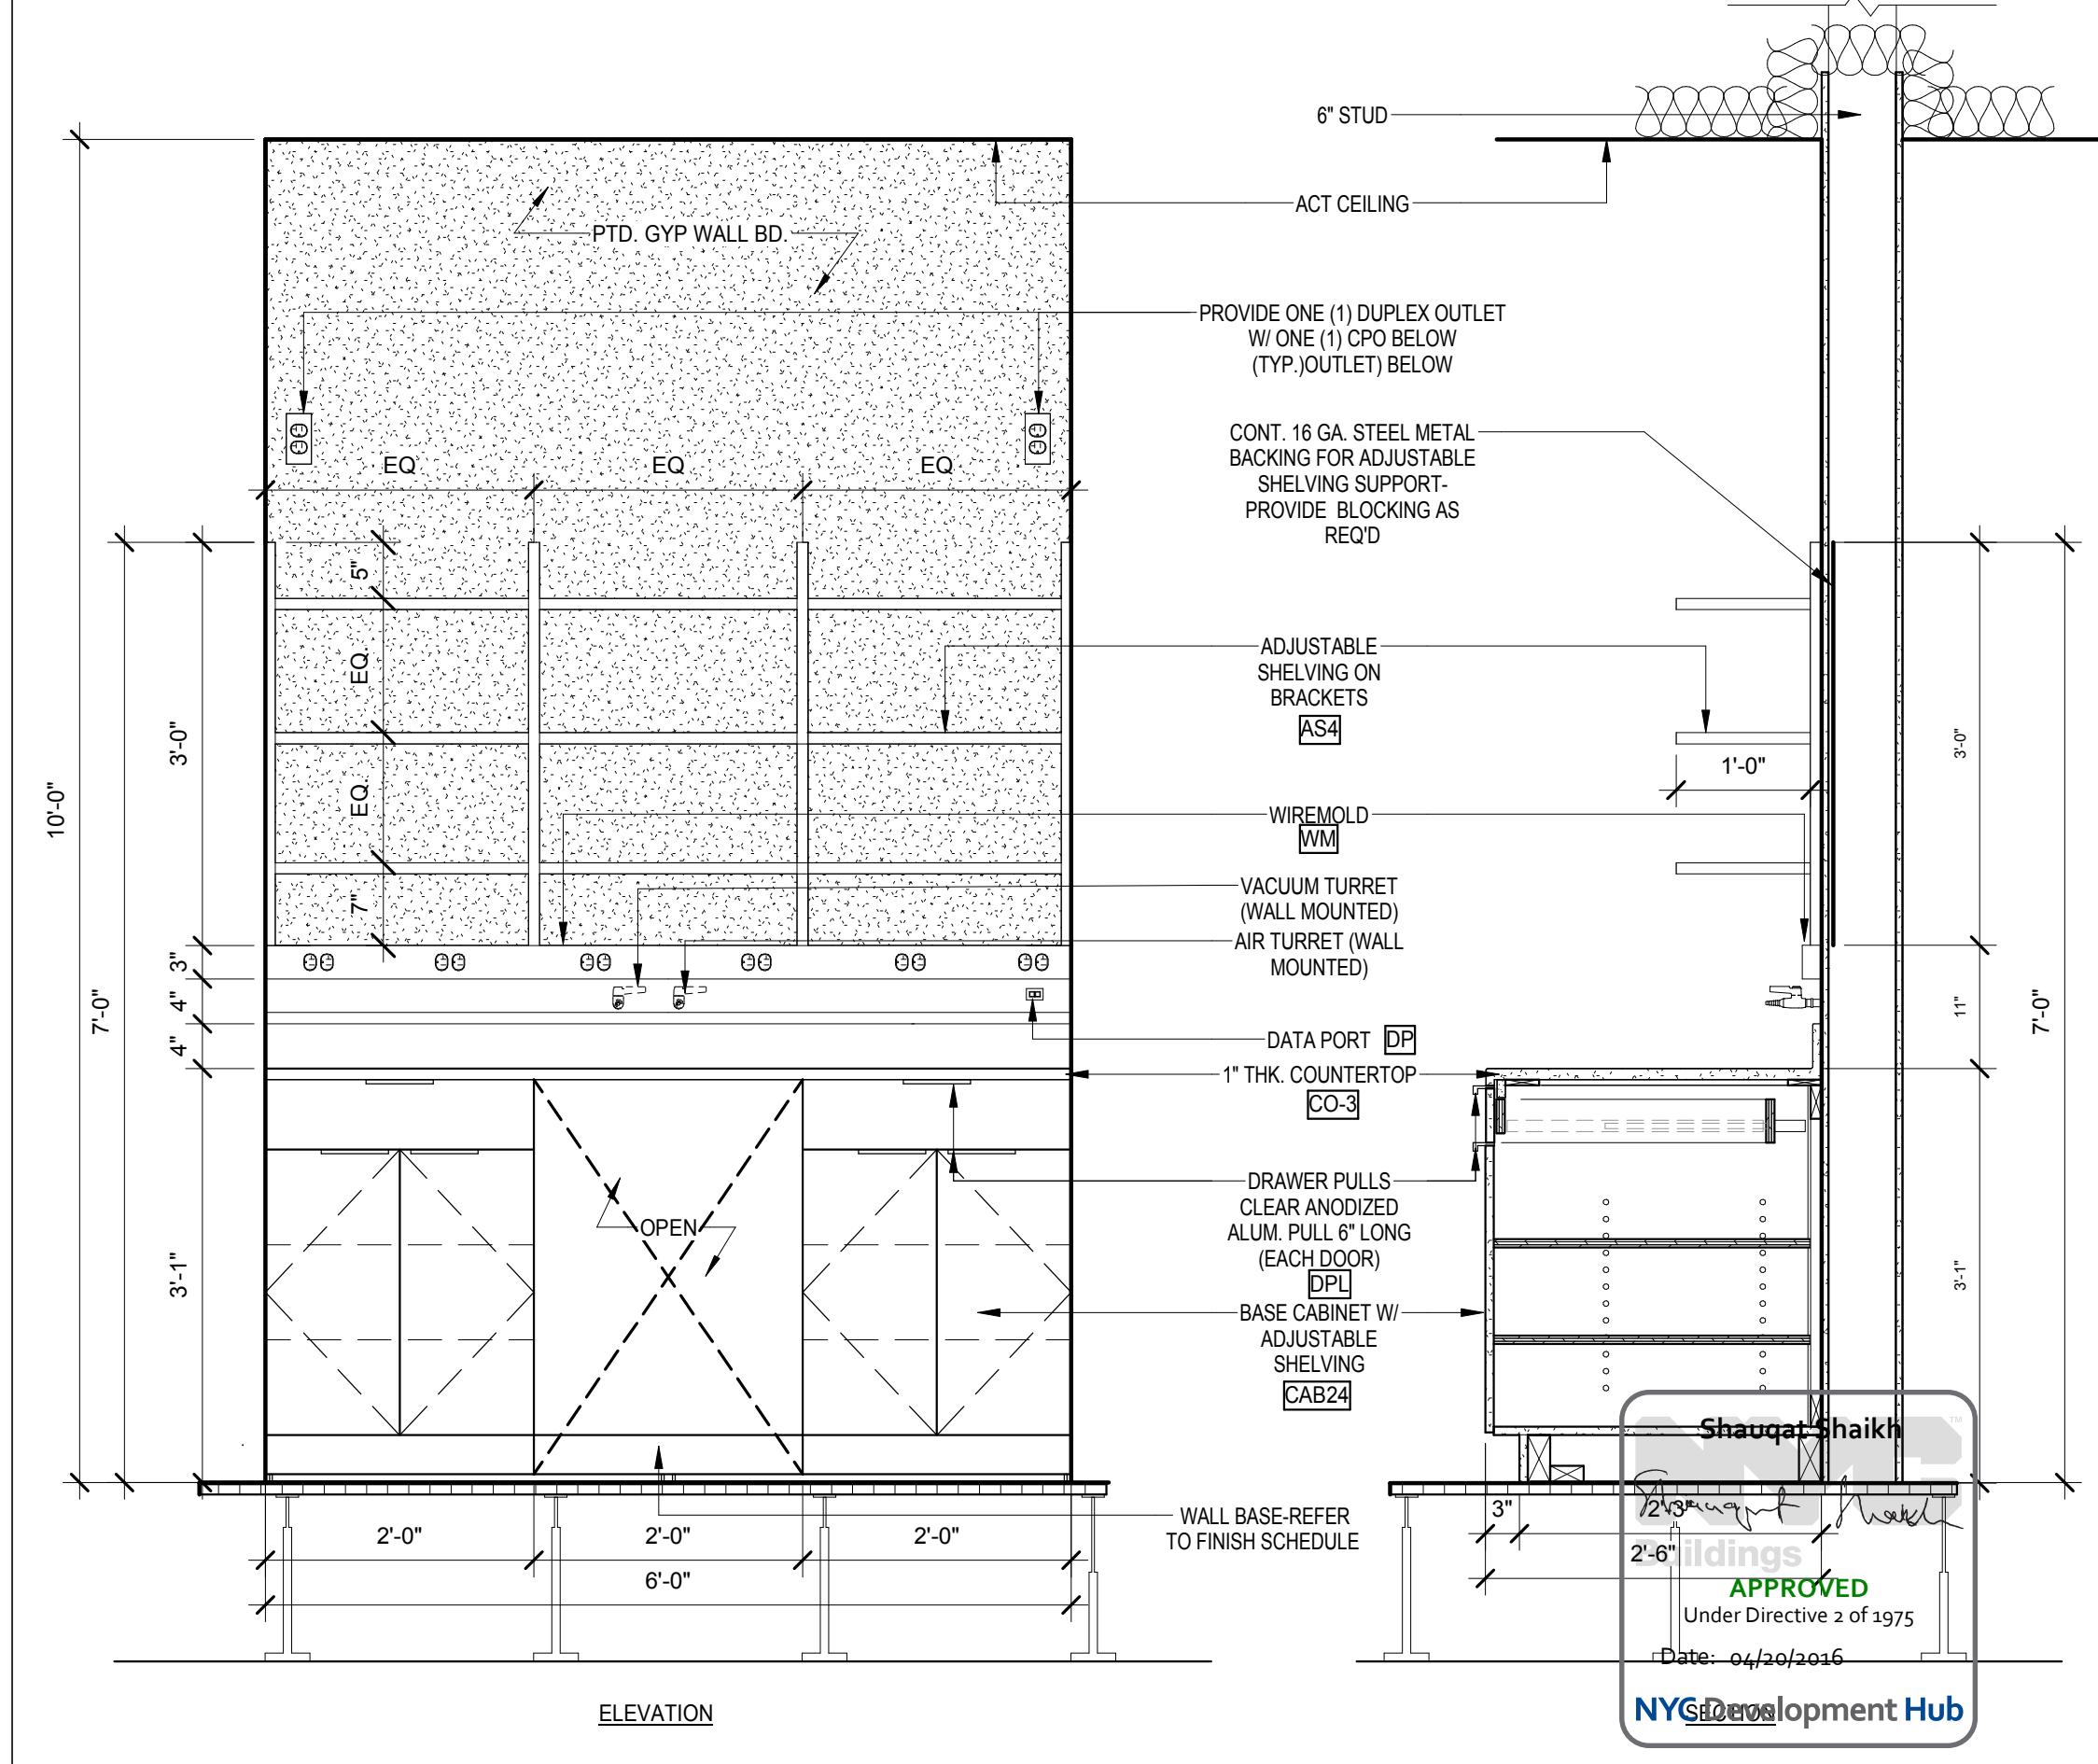 6" STUD
ACT CEILING
PTD. GYP WALL BD.
PROVIDE ONE (1) DUPLEX OUTLET
W/ ONE (1) CPO BELOW
(TYP.)OUTLET) BELOW
CONT. 16 GA. STEEL METAL
BACKING FOR ADJUSTABLE
SHELVING SUPPORT-
PROVIDE BLOCKING AS
REQ'D
EQ
EQ
EQ
5"
EQ.
EQ.
7"
10'-0"
7'-0"
3'-0"
3"
4"
4"
3'-1"
ADJUSTABLE
SHELVING ON
BRACKETS
AS4
1'-0"
3'-0"
11"
7'-0"
3'-1"
WIREMOLD
WM
VACUUM TURRET
(WALL MOUNTED)
AIR TURRET (WALL
MOUNTED)
DATA PORT DP
1" THK. COUNTERTOP
CO-3
DRAWER PULLS
CLEAR ANODIZED
ALUM. PULL 6" LONG
(EACH DOOR)
DPL
OPEN
BASE CABINET W/
ADJUSTABLE
SHELVING
CAB24
WALL BASE-REFER
TO FINISH SCHEDULE
2'-0"
2'-0"
2'-0"
6'-0"
3"
2'-3"
2'-6"
ELEVATION
SECTION
Shauqat Shaikh
NYC
TM
Buildings
APPROVED
Under Directive 2 of 1975
Date: 04/20/2016
NYC Development Hub